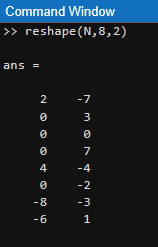 Command Window
>> reshape(N,8,2)
ans =
2 -7
0 3
0 0
0 7
4 -4
0 -2
-8 -3
-6 1